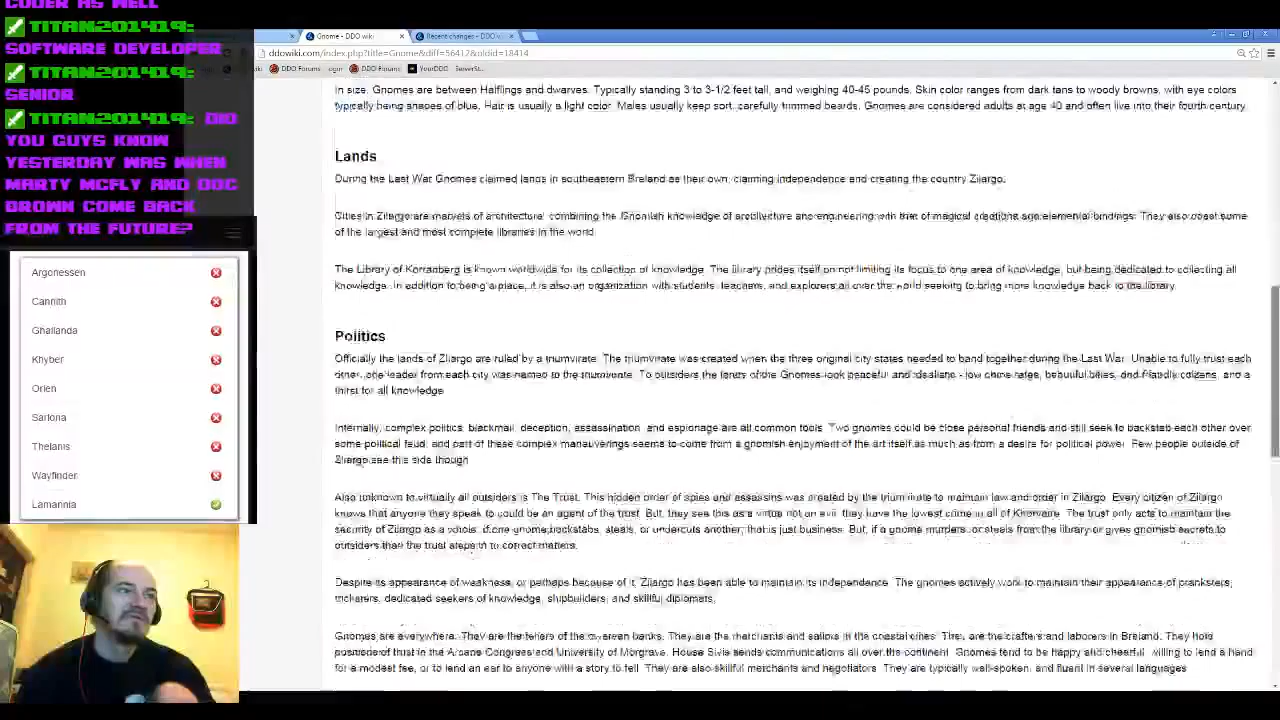 CODER AS WELL
TITAN201419:
SOFTWARE DEVELOPER
TITAN201419:
SENIOR
TITAN201419: DID
YOU GUYS KNOW
YESTERDAY WAS WHEN
MARTY MCFLY AND DOC
BROWN COME BACK
FROM THE FUTURE?
Argonessen
Cannith
Ghallanda
Khyber
Orien
Sarlona
Thelanis
Wayfinder
Lamannia
Gnome - DDO wiki
Recent changes - DDO wi
ddowiki.com/index.php?title=Gnome&diff=56412&oldid=18414
DDO Forums
Logon
DDO Forums
YourDDO
ServerSt...
in size, Gnomes are between Halflings and dwarves. Typically standing 3 to 3-1/2 feet tall, and weighing 40-45 pounds. Skin color ranges from dark tans to woody browns, with eye colors
typically being shades of blue. Hair is usually a light color. Males usually keep sort, carefully trimmed beards. Gnomes are considered adults at age 40 and often live into their fourth century.
Lands
During the Last War Gnomes claimed lands in southeastern Breland as their own; claiming independence and creating the country Zilargo.
Cities in Zilargo are marvels of architecture, combining the Gnomish knowledge of architecture and engineering with that of magical creations and elemental bindings. They also boast some
of the largest and most complete libraries in the world.
The Library of Korranberg is known worldwide for its collection of knowledge. The library prides itself on not limiting its focus to any area of knowledge, but being dedicated to collecting all
knowledge. In addition to being a place, it is also an organization with students, teachers, and explorers all over the world seeking to bring more knowledge back to the library.
Politics
Officially the lands of Zilargo are ruled by a triumvirate. The triumvirate was created when the three original city states needed to band together during the Last War. Unable to fully trust each
other, one leader from each city was named to the triumvirate. To outsiders the lands of the Gnomes look peaceful and idealistic - low crime rates, beautiful cities, and friendly citizens, and a
thirst for all knowledge.
Internally, complex politics, blackmail, deception, assassination, and espionage are all common tools. Two gnomes could be close personal friends and still seek to backstab each other over
some political feud, and part of these complex maneuverings seems to come from a gnomish enjoyment of the art itself as much as from a desire for political power. Few people outside of
Zilargo see this side though.
Also unknown to virtually all outsiders is The Trust. This hidden order of spies and assassins was created by the triumvirate to maintain law and order in Zilargo. Every citizen of Zilargo
knows that anyone they speak to could be an agent of the trust. But, they see this as a virtue not an evil: they have the lowest crime in all of Khorvaire. The trust only acts to maintain the
security of Zilargo as a whole: if one gnome backstabs, steals, or undercuts another, that is just business. But, if a gnome murders, or steals from the library or gives gnomish secrets to
outsiders then the trust steps in to correct matters.
Despite its appearance of weakness, or perhaps because of it, Zilargo has been able to maintain its independence. The gnomes actively work to maintain their appearance of pranksters,
tinkerers, dedicated seekers of knowledge, shipbuilders, and skillful diplomats.
Gnomes are everywhere. They are the tellers of the dwarven banks. They are the merchants and sailors in the coastal cities. They are the crafters and laborers in Breland. They hold
positions of trust in the Arcane Congress and University of Morgrave. House Sivis sends communications all over the continent. Gnomes tend to be happy and cheerful, willing to lend a hand
for a modest fee, or to lend an ear to anyone with a story to tell. They are also skillful merchants and negotiators. They are typically well-spoken, and fluent in several languages